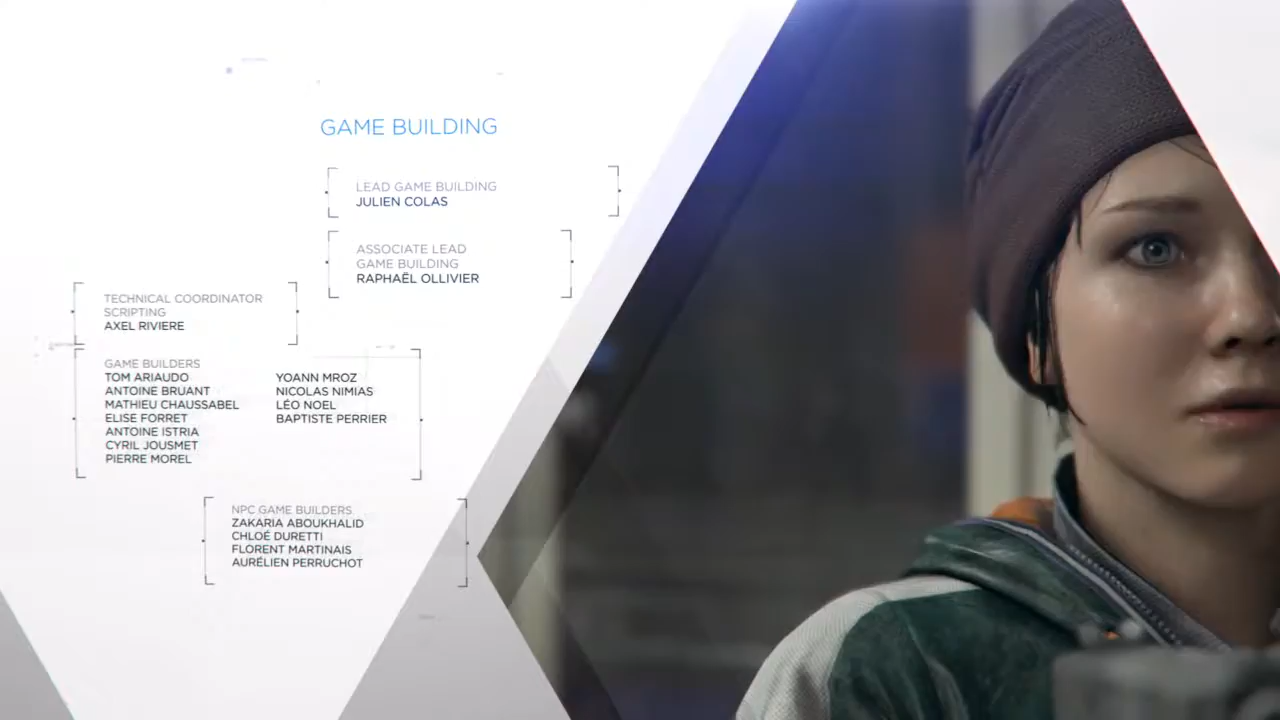 GAME BUILDING
LEAD GAME BUILDING
JULIEN COLAS
ASSOCIATE LEAD
GAME BUILDING
RAPHAËL OLLIVIER
TECHNICAL COORDINATOR
SCRIPTING
AXEL RIVIERE
GAME BUILDERS
TOM ARIAUDO
ANTOINE BRUANT
MATHIEU CHAUSSABEL
ELISE FORRET
ANTOINE ISTRIA
CYRIL JOUSMET
PIERRE MOREL
YOANN MROZ
NICOLAS NIMIAS
LÉO NOEL
BAPTISTE PERRIER
NPC GAME BUILDERS
ZAKARIA ABOUKHALID
CHLOÉ DURETTI
FLORENT MARTINAIS
AURÉLIEN PERRUCHOT